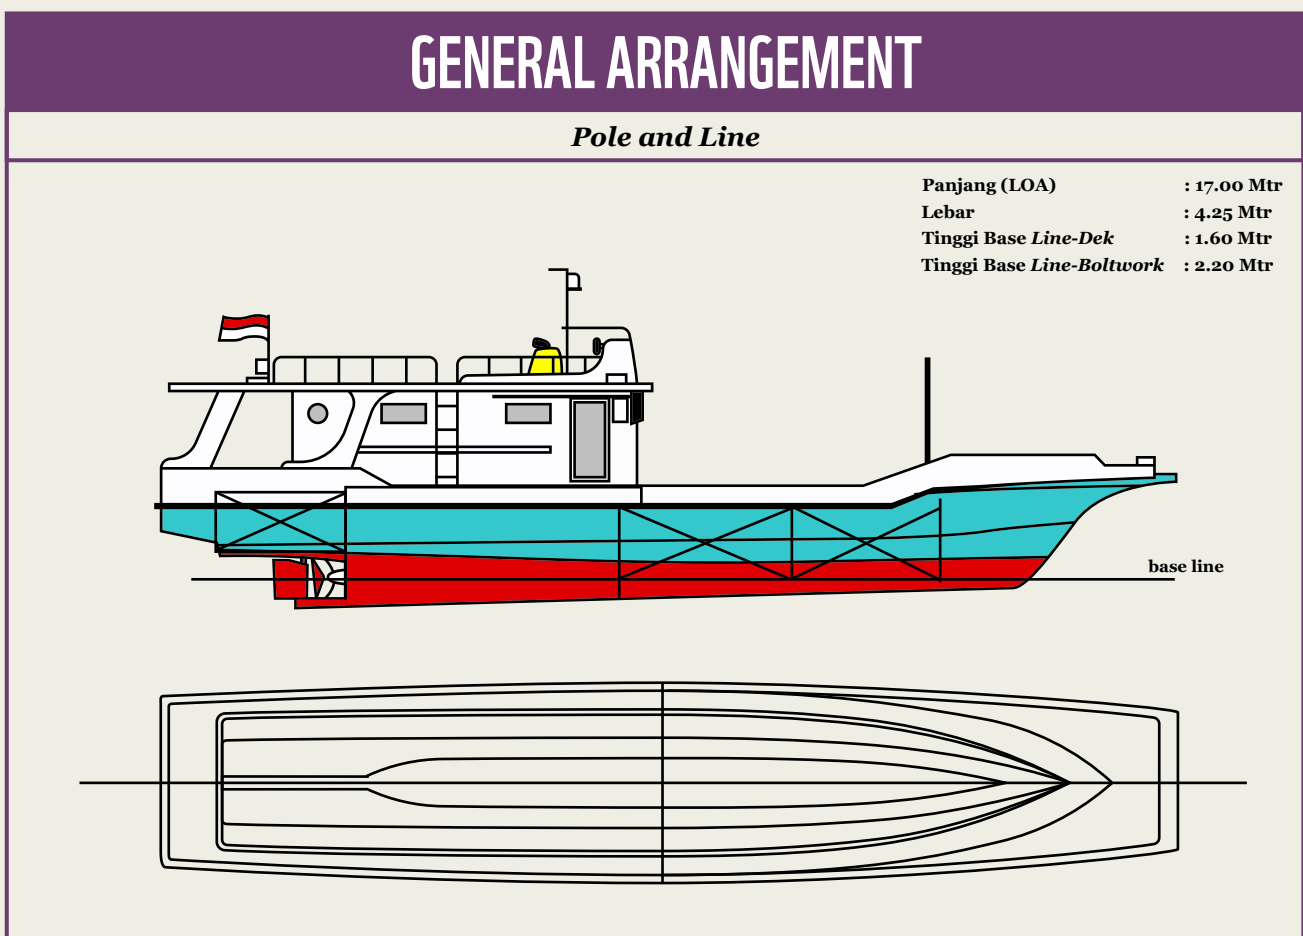 GENERAL ARRANGEMENT
Pole and Line
Panjang (LOA) : 17.00 Mtr
Lebar : 4.25 Mtr
Tinggi Base Line-Dek : 1.60 Mtr
Tinggi Base Line-Boltwork : 2.20 Mtr
base line